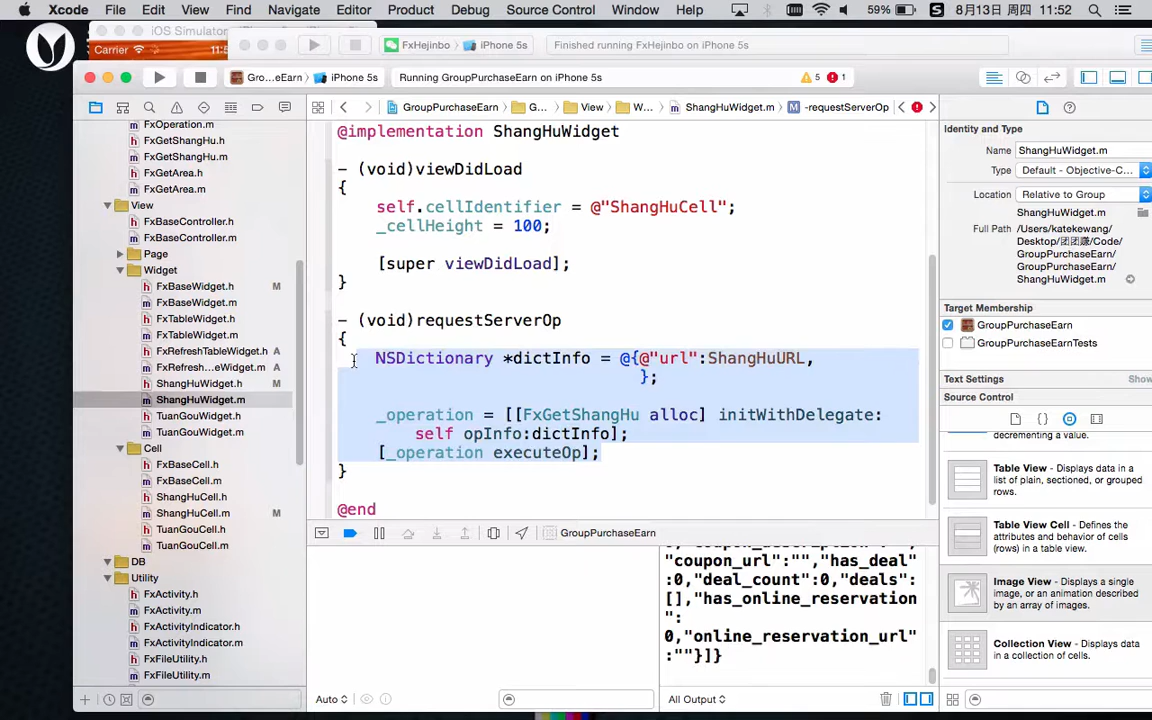 Xcode File Edit View Find Navigate Editor Product Debug Source Control Window Help 59% S 8月13日 周四 11:52
iOS Simulator
Carrier
FxHejinbo iPhone 5s Finished running FxHejinbo on iPhone 5s
Gro...eEarn iPhone 5s Running GroupPurchaseEarn on iPhone 5s 5 1
GroupPurchaseEarn G... View W... ShangHuWidget.m M -requestServerOp
FxOperation.m
FxGetShangHu.h
FxGetShangHu.m
FxGetArea.h
FxGetArea.m
View
FxBaseController.h
FxBaseController.m
Page
Widget
FxBaseWidget.h M
FxBaseWidget.m
FxTableWidget.h
FxTableWidget.m
FxRefreshTableWidget.h A
FxRefresh...eWidget.m A
ShangHuWidget.h M
ShangHuWidget.m
TuanGouWidget.h
TuanGouWidget.m
Cell
FxBaseCell.h
FxBaseCell.m
ShangHuCell.h
ShangHuCell.m M
TuanGouCell.h
TuanGouCell.m
DB
Utility
FxActivity.h
FxActivity.m
FxActivityIndicator.h
FxActivityIndicator.m
FxFileUtility.h
FxFileUtility.m
@implementation ShangHuWidget
- (void)viewDidLoad
{
self.cellIdentifier = @"ShangHuCell";
_cellHeight = 100;
[super viewDidLoad];
}
- (void)requestServerOp
{
NSDictionary *dictInfo = @{@"url":ShangHuURL,
};
_operation = [[FxGetShangHu alloc] initWithDelegate:
self opInfo:dictInfo];
[_operation executeOp];
}
@end
GroupPurchaseEarn
"coupon_url":"","has_deal"
:0,"deal_count":0,"deals":
[],"has_online_reservation
":
0,"online_reservation_url"
:""}]}
Auto
All Output
Identity and Type
Name ShangHuWidget.m
Type Default - Objective-C...
Location Relative to Group
ShangHuWidget.m
Full Path /Users/katekewang/
Desktop/团团赚/Code/
GroupPurchaseEarn/
GroupPurchaseEarn/
ShangHuWidget.m
Target Membership
GroupPurchaseEarn
GroupPurchaseEarnTests
Text Settings Show
Source Control
decrementing a value.
Table View - Displays data in a
list of plain, sectioned, or grouped
rows.
Table View Cell - Defines the
attributes and behavior of cells
(rows) in a table view.
Image View - Displays a single
image, or an animation described
by an array of images.
Collection View - Displays data
in a collection of cells.